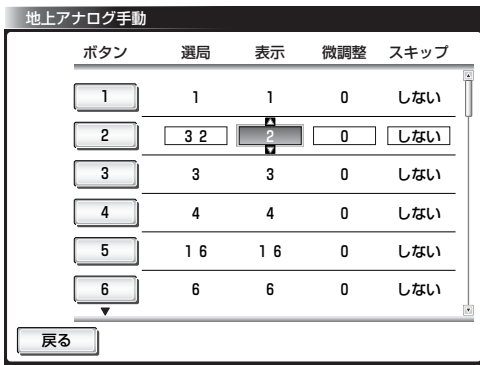 地上アナログ手動
ボタン 選局 表示 微調整 スキップ
1 1 1 0 しない
2 32 2 0 しない
3 3 3 0 しない
4 4 4 0 しない
5 16 16 0 しない
6 6 6 0 しない
戻る